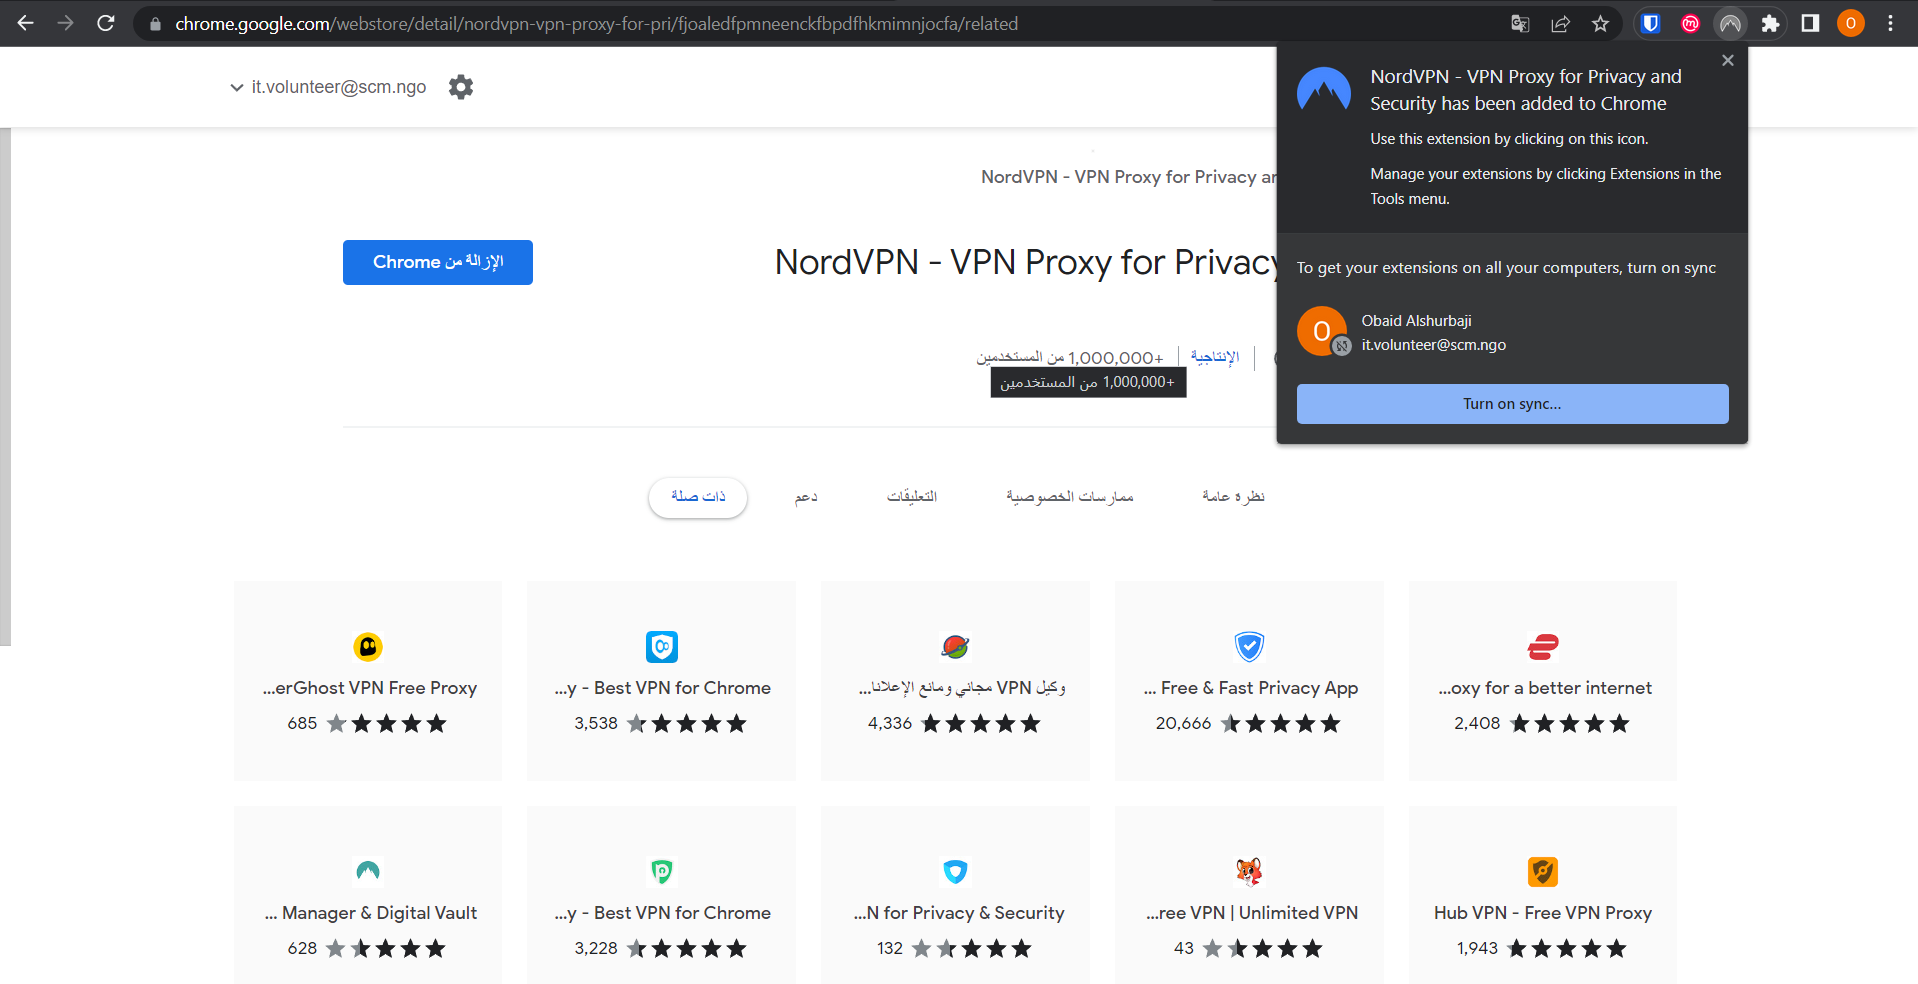 chrome.google.com/webstore/detail/nordvpn-vpn-proxy-for-pri/fjoaledfpmneenckfbpdfhkmimnjocfa/related
O
it.volunteer@scm.ngo
NordVPN - VPN Proxy for Privacy and
Security has been added to Chrome
Use this extension by clicking on this icon.
Manage your extensions by clicking Extensions in the
Tools menu.
To get your extensions on all your computers, turn on sync
O
Obaid Alshurbaji
it.volunteer@scm.ngo
Turn on sync...
NordVPN - VPN Proxy for Privacy
NordVPN - VPN Proxy for Privacy
الإزالة من Chrome
الإنتاجية
+1,000,000 من المستخدمين
+1,000,000 من المستخدمين
نظرة عامة
ممارسات الخصوصية
التعليقات
دعم
ذات صلة
...oxy for a better internet
2,408
... Free & Fast Privacy App
20,666
وكيل VPN مجاني ومانع الإعلانا...
4,336
...y - Best VPN for Chrome
3,538
...erGhost VPN Free Proxy
685
Hub VPN - Free VPN Proxy
1,943
...ree VPN | Unlimited VPN
43
...N for Privacy & Security
132
...y - Best VPN for Chrome
3,228
... Manager & Digital Vault
628